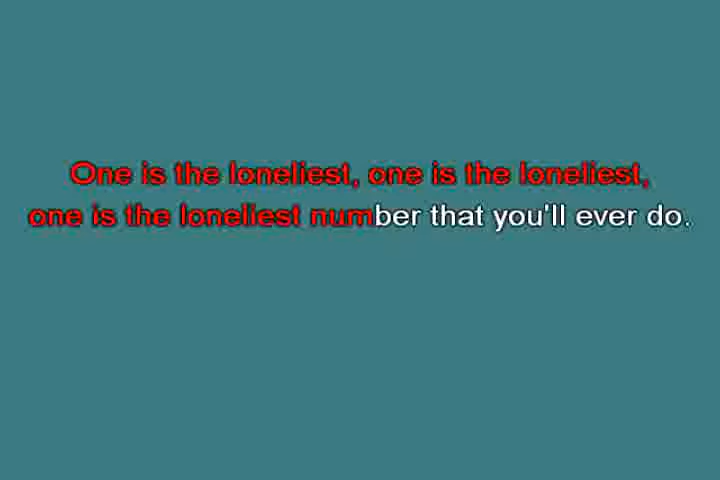 One is the loneliest, one is the loneliest,
one is the loneliest number that you'll ever do.